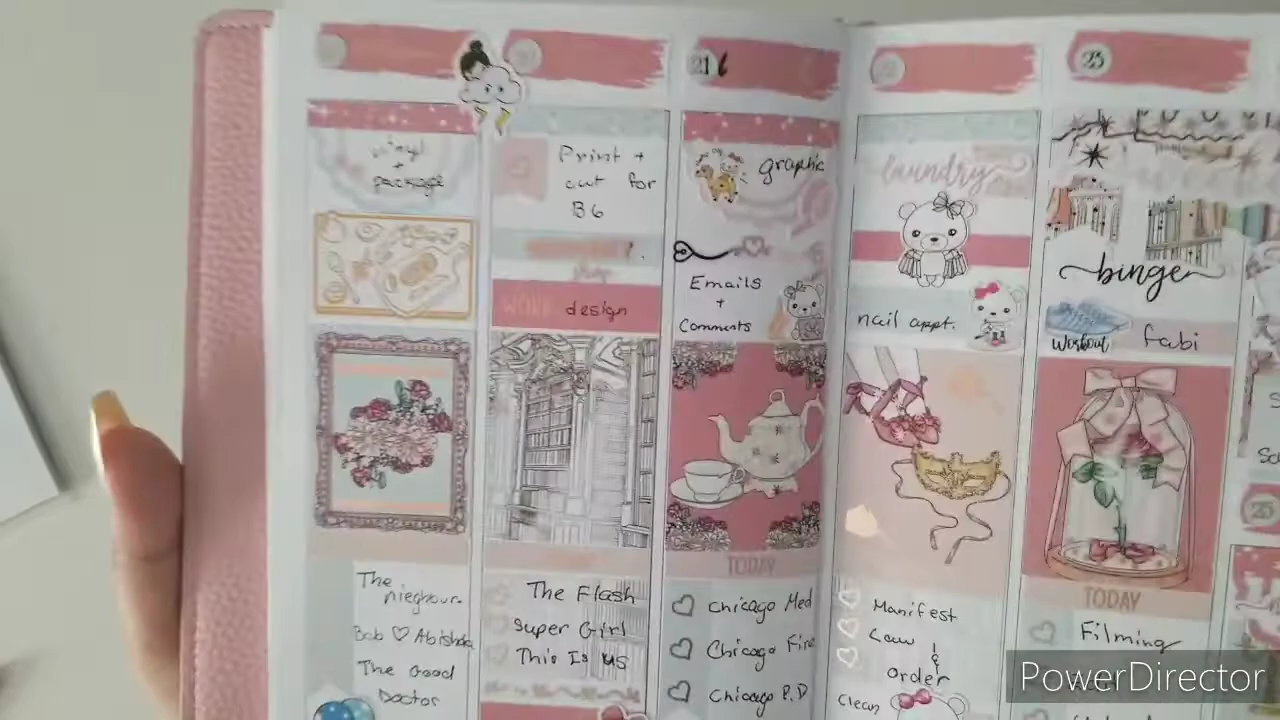 21
23
vinyl
+
package
Print +
cut for
B6
graphic
laundry
binge
WORK design
Emails
+
Comments
nail appt.
Workout
fabi
TODAY
TODAY
The
nieghbour
Bob ♡ Abishola
The Good
Doctor
The Flash
Super Girl
This Is us
Chicago Med
Chicago Fire
Chicago P.D
Manifest
Law
&
order
Clean
Filming
25
PowerDirector